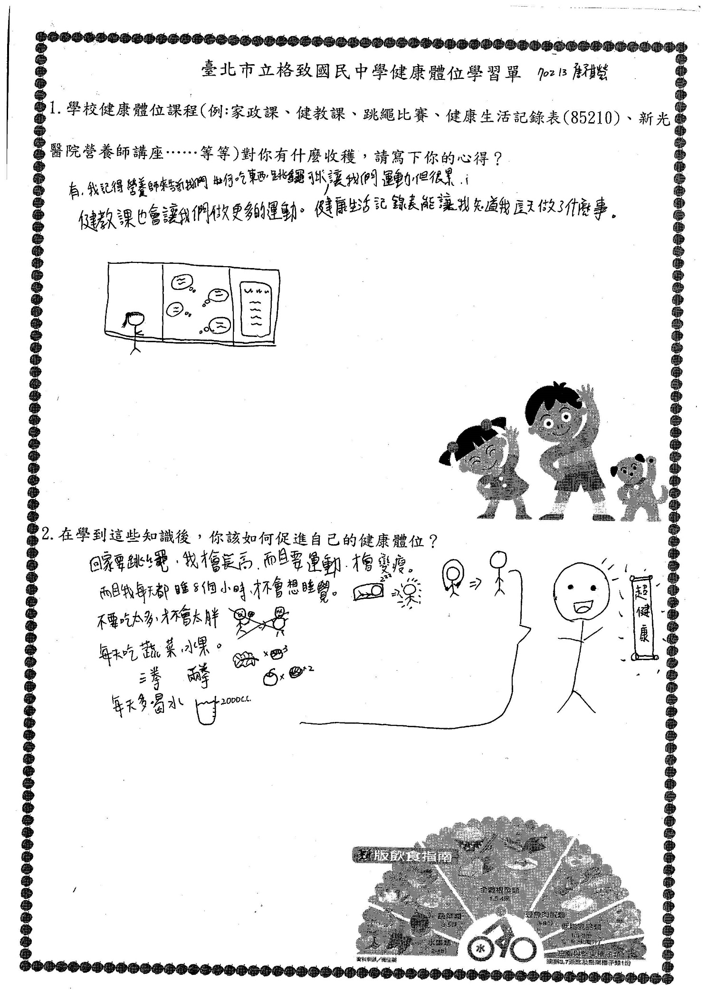 臺北市立格致國民中學健康體位學習單 70213
1. 學校健康體位課程(例:家政課、健教課、跳繩比賽、健康生活記錄表(85210)、新光
醫院營養師講座……等等)對你有什麼收穫，請寫下你的心得？
有，我記得營養師來告訴我們如何吃東西，跳繩可以讓我們運動，但很累，
健教課也會讓我們做更多的運動。健康生活記錄表能讓我知道我這天做了什麼事。
2. 在學到這些知識後，你該如何促進自己的健康體位？
回家要跳繩，我才會長高，而且要運動，才會變瘦。
而且我每天都睡8個小時，才不會想睡覺。
zzz
不要吃太多，才不會太胖
每天吃蔬菜、水果。
×3
三拳 兩拳
××2
每天多喝水 2000c.c.
超健康
新版飲食指南
全穀根莖類
1.5-4碗
蔬菜類
豆魚肉蛋類
低脂乳品類
水果類
水